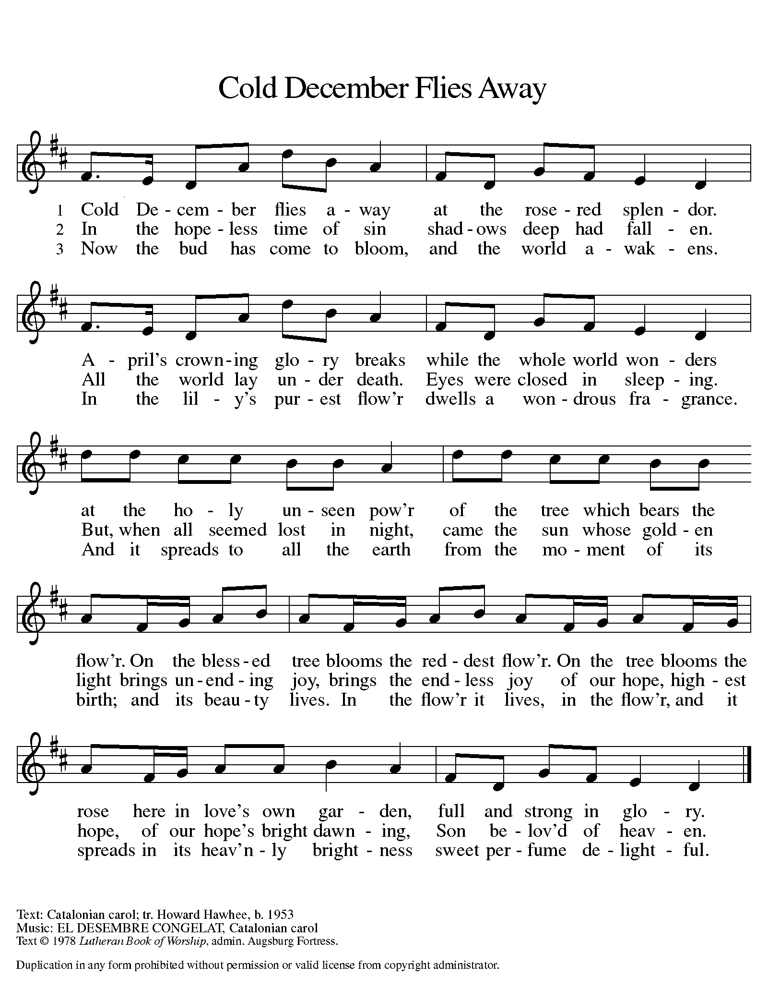 Cold December Flies Away
1 Cold De - cem - ber flies a - way at the rose - red splen - dor.
2 In the hope - less time of sin shad - ows deep had fall - en.
3 Now the bud has come to bloom, and the world a - wak - ens.
A - pril's crown - ing glo - ry breaks while the whole world won - ders
All the world lay un - der death. Eyes were closed in sleep - ing.
In the lil - y's pur - est flow'r dwells a won - drous fra - grance.
at the ho - ly un - seen pow'r of the tree which bears the
But, when all seemed lost in night, came the sun whose gold - en
And it spreads to all the earth from the mo - ment of its
flow'r. On the bless - ed tree blooms the red - dest flow'r. On the tree blooms the
light brings un - end - ing joy, brings the end - less joy of our hope, high - est
birth; and its beau - ty lives. In the flow'r it lives, in the flow'r, and it
rose here in love's own gar - den, full and strong in glo - ry.
hope, of our hope's bright dawn - ing, Son be - lov'd of heav - en.
spreads in its heav'n - ly bright - ness sweet per - fume de - light - ful.
Text: Catalonian carol; tr. Howard Hawhee, b. 1953
Music: EL DESEMBRE CONGELAT, Catalonian carol
Text © 1978 Lutheran Book of Worship, admin. Augsburg Fortress.
Duplication in any form prohibited without permission or valid license from copyright administrator.